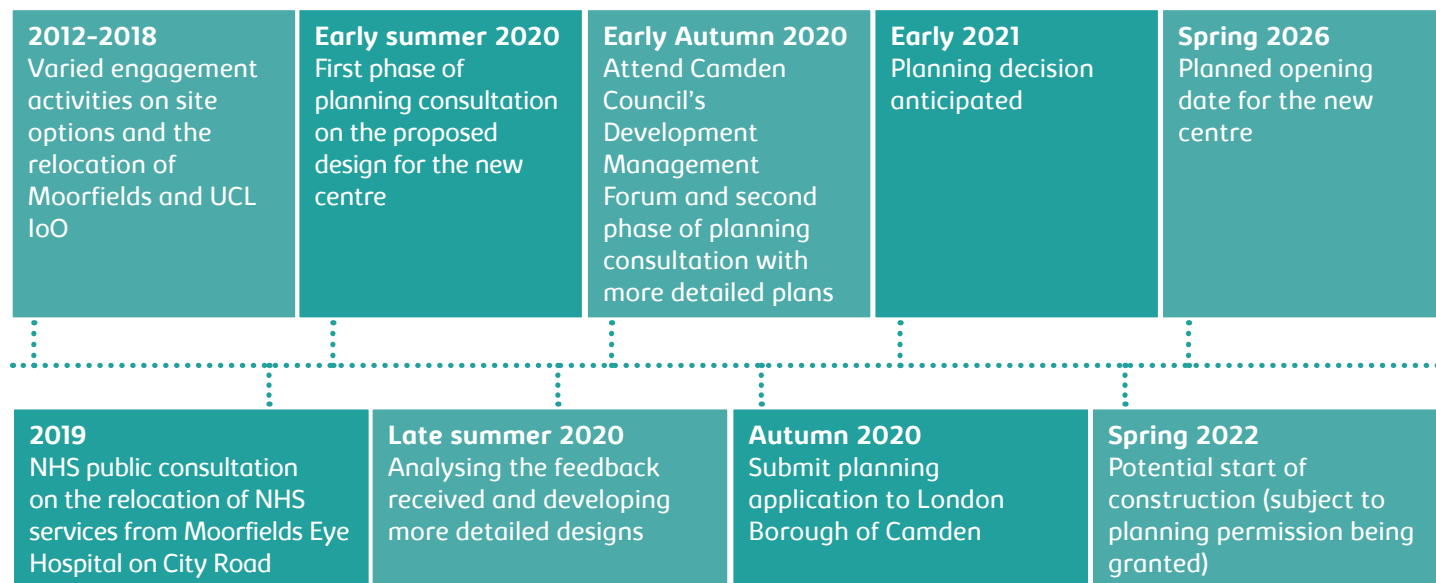 2012-2018
Varied engagement
activities on site
options and the
relocation of
Moorfields and UCL
IoO
Early summer 2020
First phase of
planning consultation
on the proposed
design for the new
centre
Early Autumn 2020
Attend Camden
Council’s
Development
Management
Forum and second
phase of planning
consultation with
more detailed plans
Early 2021
Planning decision
anticipated
Spring 2026
Planned opening
date for the new
centre
2019
NHS public consultation
on the relocation of NHS
services from Moorfields Eye
Hospital on City Road
Late summer 2020
Analysing the feedback
received and developing
more detailed designs
Autumn 2020
Submit planning
application to London
Borough of Camden
Spring 2022
Potential start of
construction (subject to
planning permission being
granted)